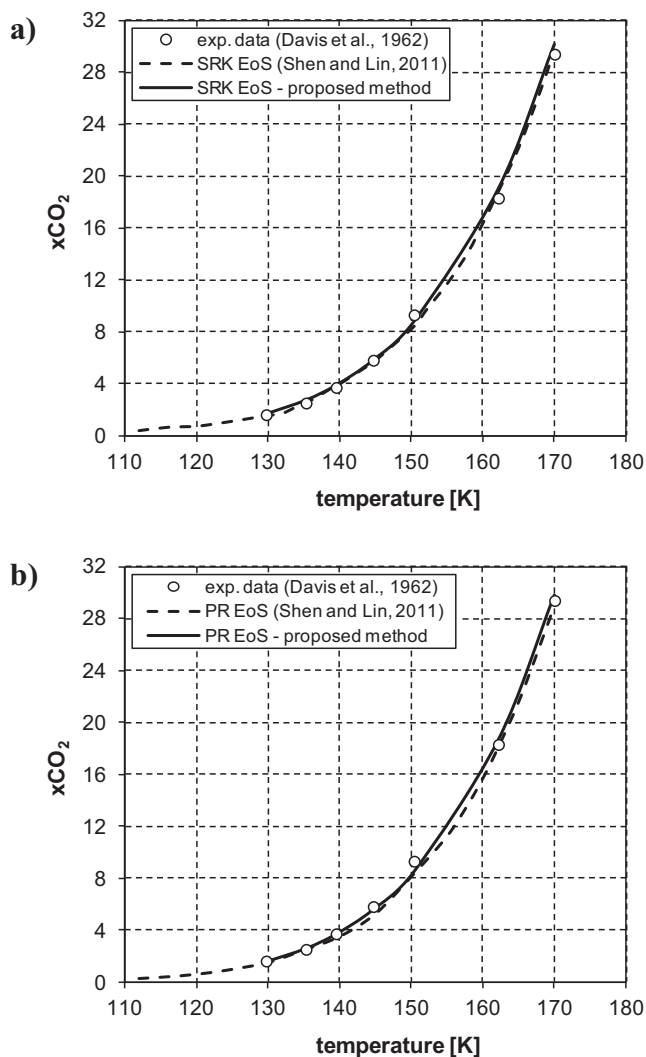 a)
32
28
24
20
16
12
8
4
0
xCO₂
exp. data (Davis et al., 1962)
SRK EoS (Shen and Lin, 2011)
SRK EoS - proposed method
110 120 130 140 150 160 170 180
temperature [K]
b)
32
28
24
20
16
12
8
4
0
xCO₂
exp. data (Davis et al., 1962)
PR EoS (Shen and Lin, 2011)
PR EoS - proposed method
110 120 130 140 150 160 170 180
temperature [K]